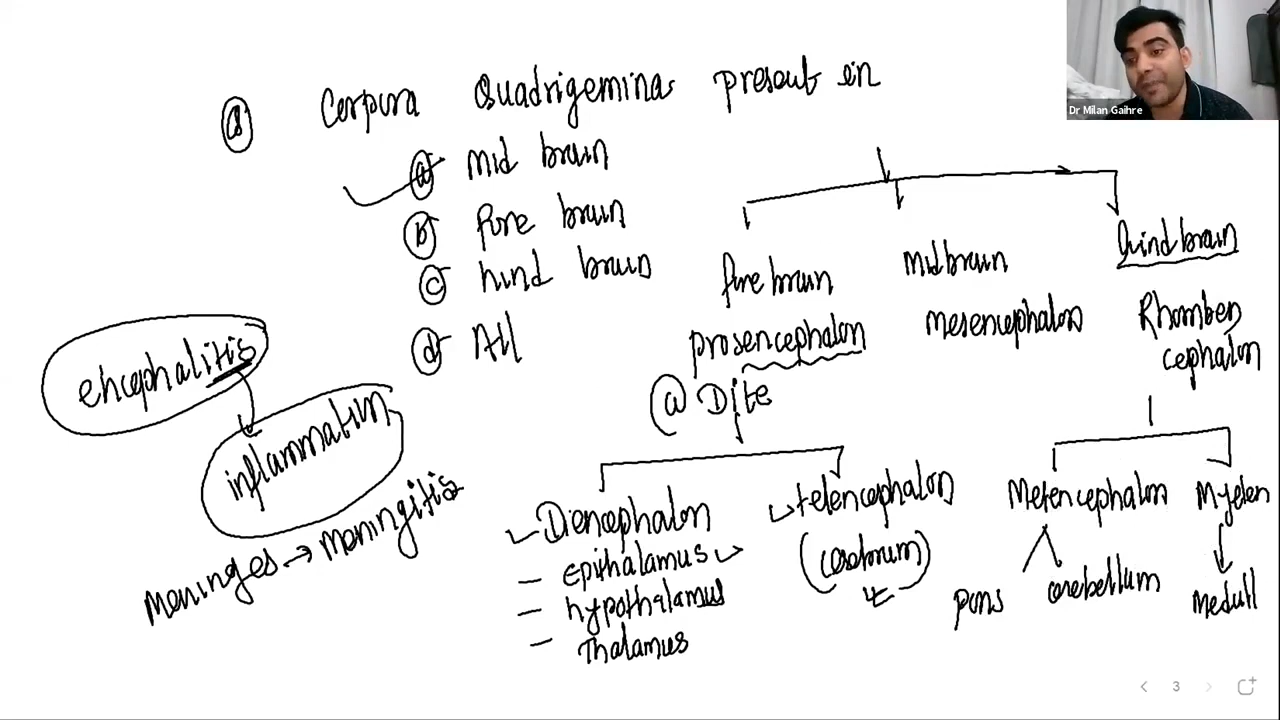 Q Corpora Quadrigemina present in
a mid brain
b fore brain
c hind brain
d All
fore brain
prosencephalon
@ Dite
midbrain
mesencephalon
hind brain
Rhomben
cephalon
Diencephalon
- Epithalamus
- hypothalamus
- Thalamus
telencephalon
(cerebrum)
Metencephalon
pons cerebellum
Myelen
medull
encephalitis
inflammation
Meninges → meningitis
Dr Milan Gaihre
3